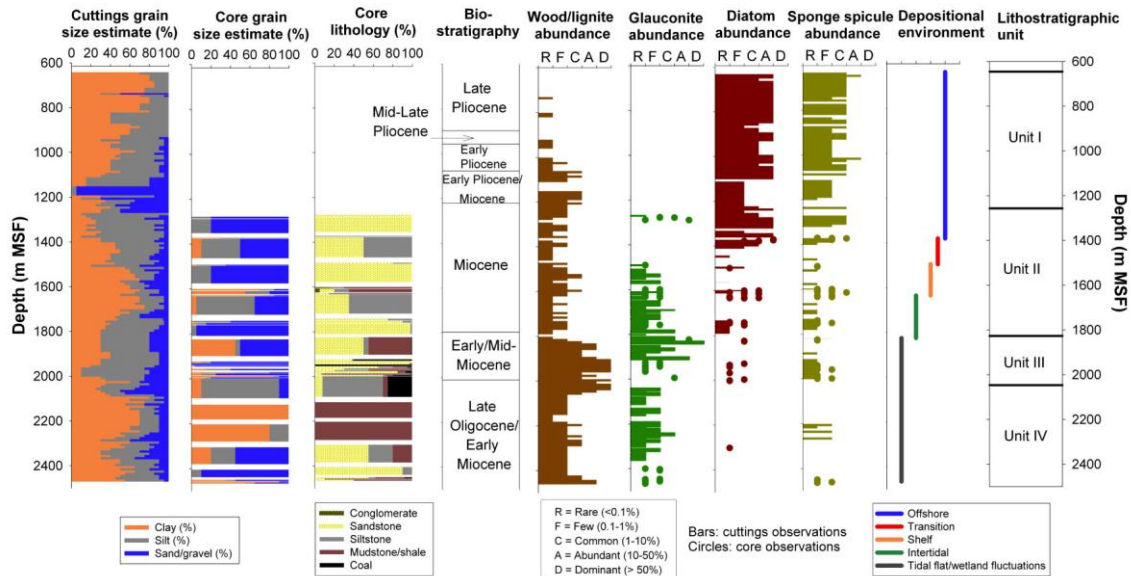 Cuttings grain
size estimate (%)
Core grain
size estimate (%)
Core
lithology (%)
Bio-
stratigraphy
Wood/lignite
abundance
Glauconite
abundance
Diatom
abundance
Sponge spicule
abundance
Depositional
environment
Lithostratigraphic
unit
0 20 40 60 80 100
0 20 40 60 80 100
0 20 40 60 80 100
R F C A D
R F C A D
R F C A D
R F C A D
Depth (m MSF)
600
800
1000
1200
1400
1600
1800
2000
2200
2400
Late
Pliocene
Mid-Late
Pliocene
Early
Pliocene
Early Pliocene/
Miocene
Miocene
Early/Mid-
Miocene
Late
Oligocene/
Early
Miocene
Unit I
Unit II
Unit III
Unit IV
600
800
1000
1200
1400
1600
1800
2000
2200
2400
Depth (m MSF)
Clay (%)
Silt (%)
Sand/gravel (%)
Conglomerate
Sandstone
Siltstone
Mudstone/shale
Coal
R = Rare (<0.1%)
F = Few (0.1-1%)
C = Common (1-10%)
A = Abundant (10-50%)
D = Dominant (> 50%)
Bars: cuttings observations
Circles: core observations
Offshore
Transition
Shelf
Intertidal
Tidal flat/wetland fluctuations